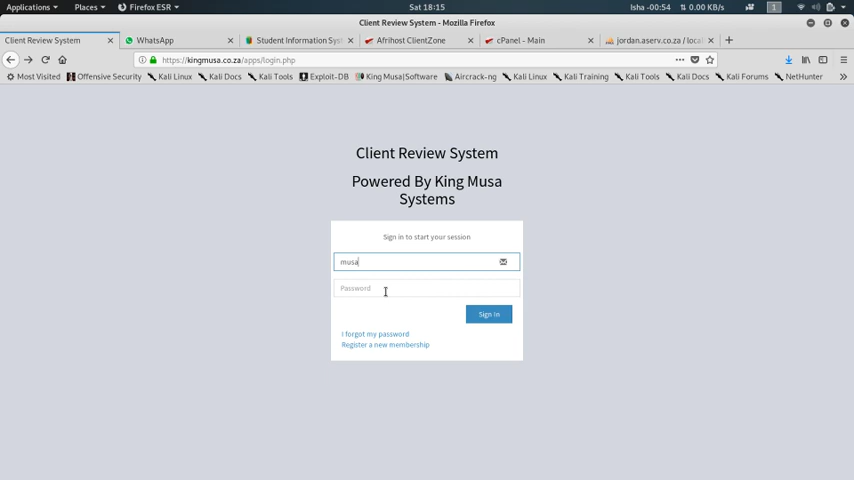 Applications Places Firefox ESR Sat 18:15 Isha -00:54 0.00 KB/s 1
Client Review System - Mozilla Firefox
Client Review System WhatsApp Student Information Sys Afrihost ClientZone cPanel - Main jordan.aserv.co.za / loca
https://kingmusa.co.za/apps/login.php
Most Visited Offensive Security Kali Linux Kali Docs Kali Tools Exploit-DB King Musa|Software Aircrack-ng Kali Linux Kali Training Kali Tools Kali Docs Kali Forums NetHunter
Client Review System
Powered By King Musa
Systems
Sign in to start your session
musa
Password
Sign In
I forgot my password
Register a new membership